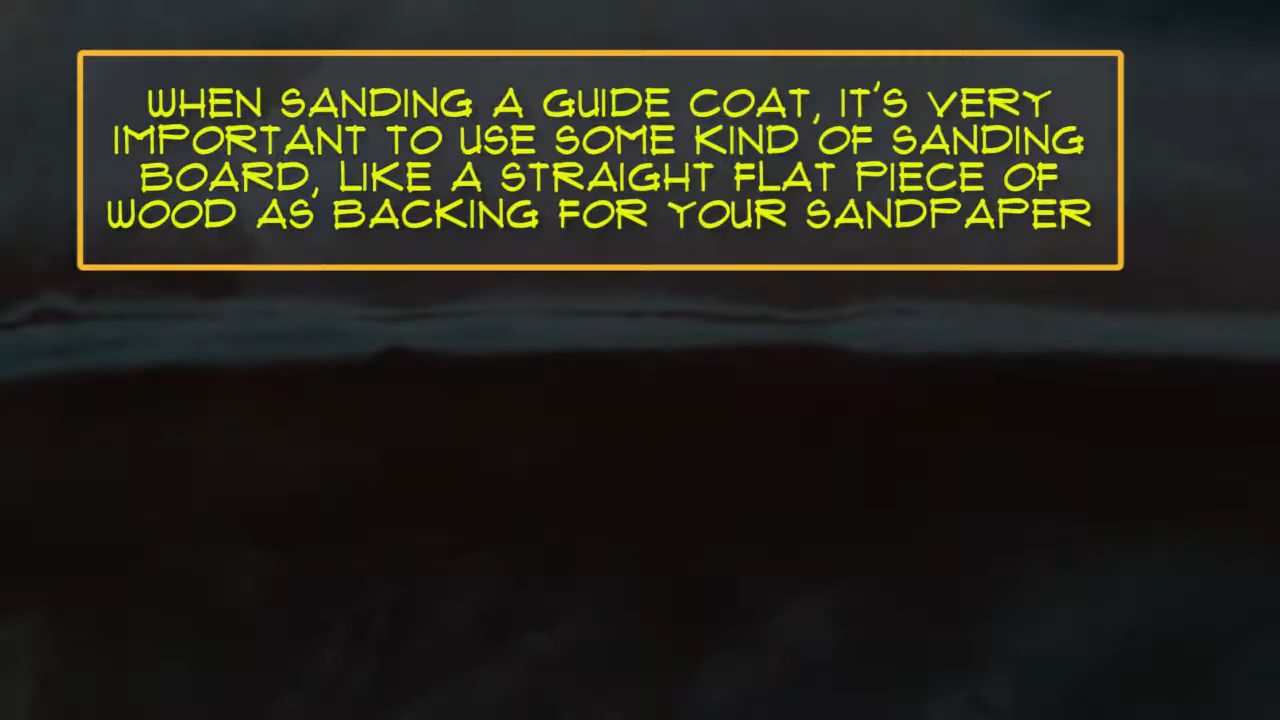 WHEN SANDING A GUIDE COAT, IT'S VERY
IMPORTANT TO USE SOME KIND OF SANDING
BOARD, LIKE A STRAIGHT FLAT PIECE OF
WOOD AS BACKING FOR YOUR SANDPAPER